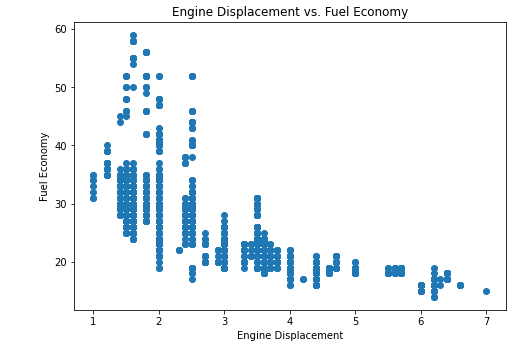 Engine Displacement vs. Fuel Economy
60
50
40
30
20
Fuel Economy
1 2 3 4 5 6 7
Engine Displacement